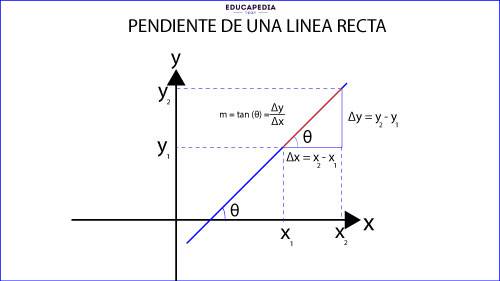 EDUCAPEDIA
PENDIENTE DE UNA LINEA RECTA
y
y₂
m = tan (θ) = Δy/Δx
Δy = y₂ - y₁
θ
y₁
Δx = x₂ - x₁
θ
x₁
x₂
x